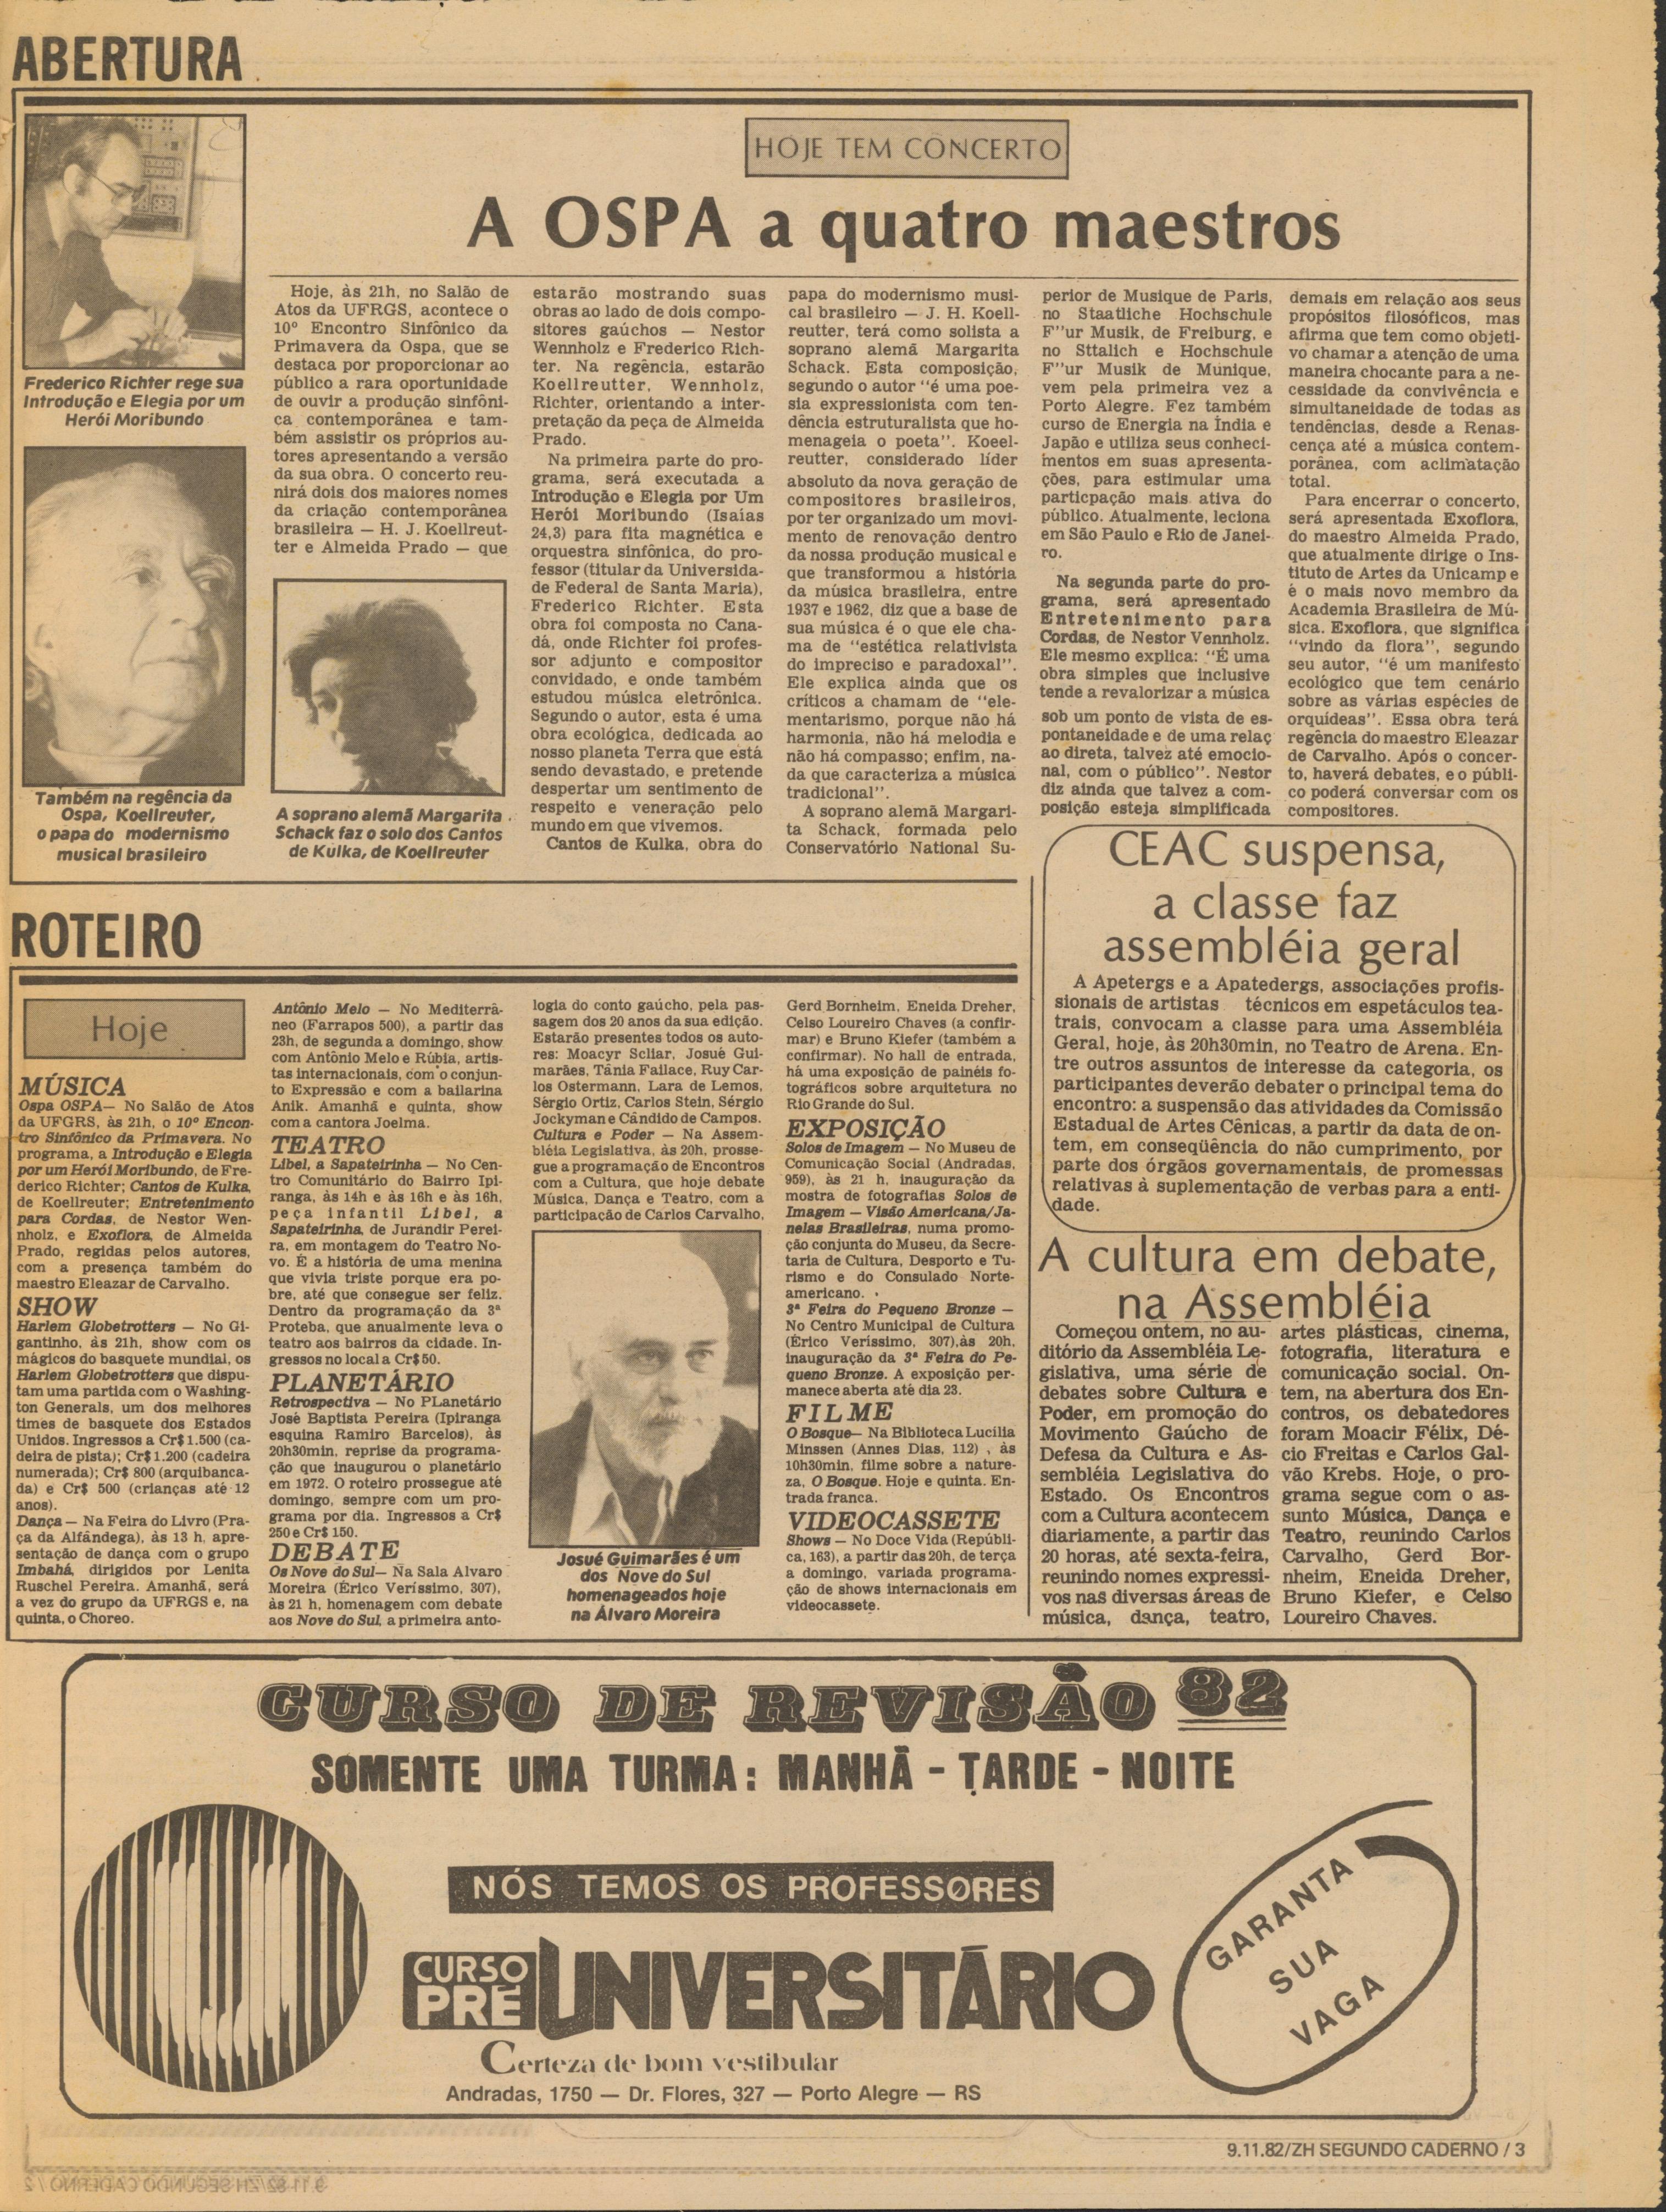 ABERTURA
HOJE TEM CONCERTO
A OSPA a quatro maestros
Frederico Richter rege sua
Introdução e Elegia por um
Herói Moribundo
Também na regência da
Ospa, Koellreuter,
o papa do modernismo
musical brasileiro
Hoje, às 21h, no Salão de
Atos da UFRGS, acontece o
10º Encontro Sinfônico da
Primavera da Ospa, que se
destaca por proporcionar ao
público a rara oportunidade
de ouvir a produção sinfôni-
ca contemporânea e tam-
bém assistir os próprios au-
tores apresentando a versão
da sua obra. O concerto reu-
nirá dois dos maiores nomes
da criação contemporânea
brasileira — H. J. Koellreut-
ter e Almeida Prado — que
A soprano alemã Margarita
Schack faz o solo dos Cantos
de Kulka, de Koellreuter
estarão mostrando suas
obras ao lado de dois compo-
sitores gaúchos — Nestor
Wennholz e Frederico Rich-
ter. Na regência, estarão
Koellreutter, Wennholz,
Richter, orientando a inter-
pretação da peça de Almeida
Prado.
Na primeira parte do pro-
grama, será executada a
Introdução e Elegia por Um
Herói Moribundo (Isaías
24,3) para fita magnética e
orquestra sinfônica, do pro-
fessor (titular da Universida-
de Federal de Santa Maria),
Frederico Richter. Esta
obra foi composta no Cana-
dá, onde Richter foi profes-
sor adjunto e compositor
convidado, e onde também
estudou música eletrônica.
Segundo o autor, esta é uma
obra ecológica, dedicada ao
nosso planeta Terra que está
sendo devastado, e pretende
despertar um sentimento de
respeito e veneração pelo
mundo em que vivemos.
Cantos de Kulka, obra do
papa do modernismo musi-
cal brasileiro — J. H. Koell-
reutter, terá como solista a
soprano alemã Margarita
Schack. Esta composição,
segundo o autor "é uma poe-
sia expressionista com ten-
dência estruturalista que ho-
menageia o poeta". Koeel-
reutter, considerado líder
absoluto da nova geração de
compositores brasileiros,
por ter organizado um movi-
mento de renovação dentro
da nossa produção musical e
que transformou a história
da música brasileira, entre
1937 e 1962, diz que a base de
sua música é o que ele cha-
ma de "estética relativista
do impreciso e paradoxal".
Ele explica ainda que os
críticos a chamam de "ele-
mentarismo, porque não há
harmonia, não há melodia e
não há compasso; enfim, na-
da que caracteriza a música
tradicional".
A soprano alemã Margari-
ta Schack, formada pelo
Conservatório National Su-
perior de Musique de Paris,
no Staatliche Hochschule
F"ur Musik, de Freiburg, e
no Sttalich e Hochschule
F"ur Musik de Munique,
vem pela primeira vez a
Porto Alegre. Fez também
curso de Energia na Índia e
Japão e utiliza seus conheci-
mentos em suas apresenta-
ções, para estimular uma
particpação mais ativa do
público. Atualmente, leciona
em São Paulo e Rio de Janei-
ro.
Na segunda parte do pro-
grama, será apresentado
Entretenimento para
Cordas, de Nestor Vennholz.
Ele mesmo explica: "É uma
obra simples que inclusive
tende a revalorizar a música
sob um ponto de vista de es-
pontaneidade e de uma relaç
ao direta, talvez até emocio-
nal, com o público". Nestor
diz ainda que talvez a com-
posição esteja simplificada
demais em relação aos seus
propósitos filosóficos, mas
afirma que tem como objeti-
vo chamar a atenção de uma
maneira chocante para a ne-
cessidade da convivência e
simultaneidade de todas as
tendências, desde a Renas-
cença até a música contem-
porânea, com aclimatação
total.
Para encerrar o concerto,
será apresentada Exoflora,
do maestro Almeida Prado,
que atualmente dirige o Ins-
tituto de Artes da Unicamp e
é o mais novo membro da
Academia Brasileira de Mú-
sica. Exoflora, que significa
"vindo da flora", segundo
seu autor, "é um manifesto
ecológico que tem cenário
sobre as várias espécies de
orquídeas". Essa obra terá
regência do maestro Eleazar
de Carvalho. Após o concer-
to, haverá debates, e o públi-
co poderá conversar com os
compositores.
CEAC suspensa,
a classe faz
assembléia geral
A Apetergs e a Apatedergs, associações profis-
sionais de artistas técnicos em espetáculos tea-
trais, convocam a classe para uma Assembléia
Geral, hoje, às 20h30min, no Teatro de Arena. En-
tre outros assuntos de interesse da categoria, os
participantes deverão debater o principal tema do
encontro: a suspensão das atividades da Comissão
Estadual de Artes Cênicas, a partir da data de on-
tem, em conseqüência do não cumprimento, por
parte dos órgãos governamentais, de promessas
relativas à suplementação de verbas para a enti-
dade.
A cultura em debate,
na Assembléia
Começou ontem, no au-
ditório da Assembléia Le-
gislativa, uma série de
debates sobre Cultura e
Poder, em promoção do
Movimento Gaúcho de
Defesa da Cultura e As-
sembléia Legislativa do
Estado. Os Encontros
com a Cultura acontecem
diariamente, a partir das
20 horas, até sexta-feira,
reunindo nomes expressi-
vos nas diversas áreas de
música, dança, teatro,
artes plásticas, cinema,
fotografia, literatura e
comunicação social. On-
tem, na abertura dos En-
contros, os debatedores
foram Moacir Félix, Dé-
cio Freitas e Carlos Gal-
vão Krebs. Hoje, o pro-
grama segue com o as-
sunto Música, Dança e
Teatro, reunindo Carlos
Carvalho, Gerd Bor-
nheim, Eneida Dreher,
Bruno Kiefer, e Celso
Loureiro Chaves.
ROTEIRO
Hoje
MÚSICA
Ospa OSPA— No Salão de Atos
da UFGRS, às 21h, o 10º Encon-
tro Sinfônico da Primavera. No
programa, a Introdução e Elegia
por um Herói Moribundo, de Fre-
derico Richter; Cantos de Kulka,
de Koellreuter; Entretenimento
para Cordas, de Nestor Wen-
nholz, e Exoflora, de Almeida
Prado, regidas pelos autores,
com a presença também do
maestro Eleazar de Carvalho.
SHOW
Harlem Globetrotters — No Gi-
gantinho, às 21h, show com os
mágicos do basquete mundial, os
Harlem Globetrotters que dispu-
tam uma partida com o Washing-
ton Generals, um dos melhores
times de basquete dos Estados
Unidos. Ingressos a Cr$ 1.500 (ca-
deira de pista); Cr$ 1.200 (cadeira
numerada); Cr$ 800 (arquibanca-
da) e Cr$ 500 (crianças até 12
anos).
Dança — Na Feira do Livro (Pra-
ça da Alfândega), às 13 h, apre-
sentação de dança com o grupo
Imbahá, dirigidos por Lenita
Ruschel Pereira. Amanhã, será
a vez do grupo da UFRGS e, na
quinta, o Choreo.
Antônio Melo — No Mediterrâ-
neo (Farrapos 500), a partir das
23h, de segunda a domingo, show
com Antônio Melo e Rúbia, artis-
tas internacionais, com o conjun-
to Expressão e com a bailarina
Anik. Amanhã e quinta, show
com a cantora Joelma.
TEATRO
Libel, a Sapateirinha — No Cen-
tro Comunitário do Bairro Ipi-
ranga, às 14h e às 16h e às 16h,
peça infantil Libel, a
Sapateirinha, de Jurandir Perei-
ra, em montagem do Teatro No-
vo. É a história de uma menina
que vivia triste porque era po-
bre, até que consegue ser feliz.
Dentro da programação da 3ª
Proteba, que anualmente leva o
teatro aos bairros da cidade. In-
gressos no local a Cr$ 50.
PLANETÁRIO
Retrospectiva — No PLanetário
José Baptista Pereira (Ipiranga
esquina Ramiro Barcelos), às
20h30min, reprise da programa-
ção que inaugurou o planetário
em 1972. O roteiro prossegue até
domingo, sempre com um pro-
grama por dia. Ingressos a Cr$
250 e Cr$ 150.
DEBATE
Os Nove do Sul— Na Sala Alvaro
Moreira (Érico Veríssimo, 307),
às 21 h, homenagem com debate
aos Nove do Sul, a primeira anto-
logia do conto gaúcho, pela pas-
sagem dos 20 anos da sua edição.
Estarão presentes todos os auto-
res: Moacyr Scliar, Josué Gui-
marães, Tânia Failace, Ruy Car-
los Ostermann, Lara de Lemos,
Sérgio Ortiz, Carlos Stein, Sérgio
Jockyman e Cândido de Campos.
Cultura e Poder — Na Assem-
bléia Legislativa, às 20h, prosse-
gue a programação de Encontros
com a Cultura, que hoje debate
Música, Dança e Teatro, com a
participação de Carlos Carvalho,
Josué Guimarães é um
dos Nove do Sul
homenageados hoje
na Álvaro Moreira
Gerd Bornheim, Eneida Dreher,
Celso Loureiro Chaves (a confir-
mar) e Bruno Kiefer (também a
confirmar). No hall de entrada,
há uma exposição de painéis fo-
tográficos sobre arquitetura no
Rio Grande do Sul.
EXPOSIÇÃO
Solos de Imagem — No Museu de
Comunicação Social (Andradas,
959), às 21 h, inauguração da
mostra de fotografias Solos de
Imagem — Visão Americana/Ja-
nelas Brasileiras, numa promo-
ção conjunta do Museu, da Secre-
taria de Cultura, Desporto e Tu-
rismo e do Consulado Norte-
americano.
3ª Feira do Pequeno Bronze —
No Centro Municipal de Cultura
(Érico Veríssimo, 307),às 20h,
inauguração da 3ª Feira do Pe-
queno Bronze. A exposição per-
manece aberta até dia 23.
FILME
O Bosque— Na Biblioteca Lucília
Minssen (Annes Dias, 112) , às
10h30min, filme sobre a nature-
za, O Bosque. Hoje e quinta. En-
trada franca.
VIDEOCASSETE
Shows — No Doce Vida (Repúbli-
ca, 163), a partir das 20h, de terça
a domingo, variada programa-
ção de shows internacionais em
videocassete.
CURSO DE REVISÃO 82
SOMENTE UMA TURMA: MANHÃ - TARDE - NOITE
NÓS TEMOS OS PROFESSORES
CURSO
PRÉ
UNIVERSITÁRIO
Certeza de bom vestibular
Andradas, 1750 — Dr. Flores, 327 — Porto Alegre — RS
GARANTA
SUA
VAGA
9.11.82/ZH SEGUNDO CADERNO / 3
9.11.82/ZH SEGUNDO CADERNO / 2